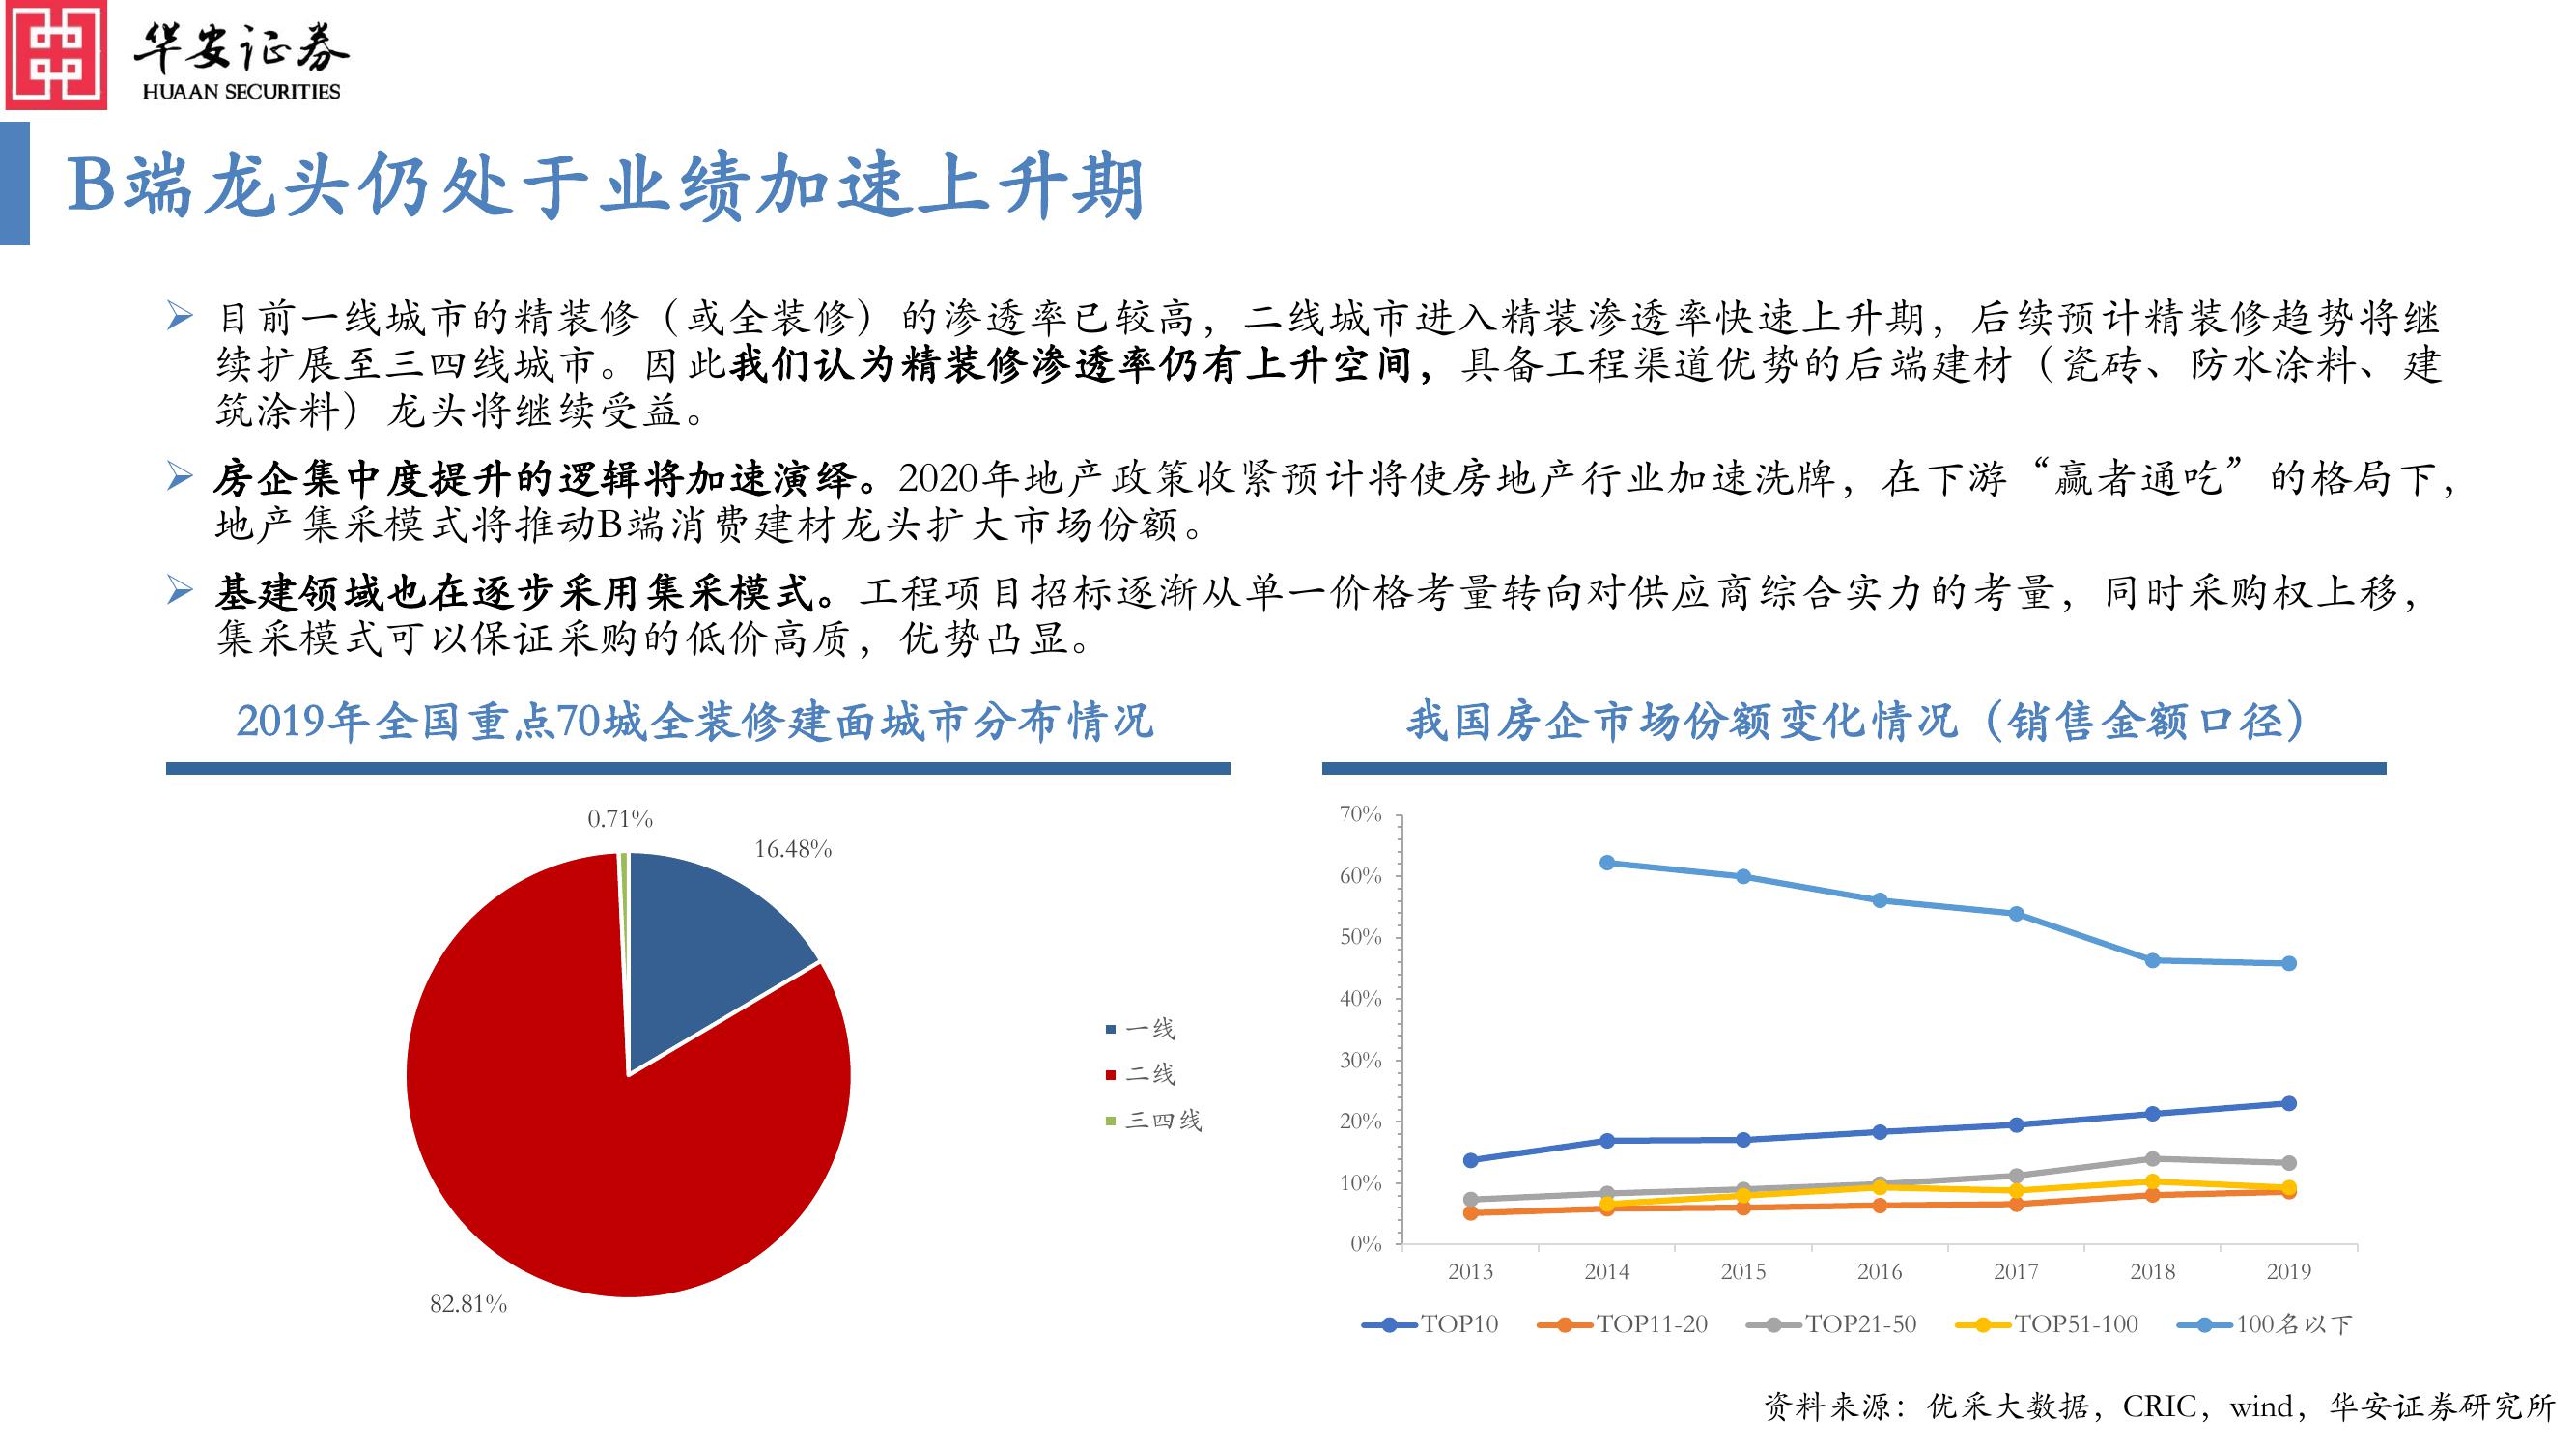 华安证券
HUAAN SECURITIES
B端龙头仍处于业绩加速上升期
目前一线城市的精装修（或全装修）的渗透率已较高，二线城市进入精装渗透率快速上升期，后续预计精装修趋势将继
续扩展至三四线城市。因此我们认为精装修渗透率仍有上升空间，具备工程渠道优势的后端建材（瓷砖、防水涂料、建
筑涂料）龙头将继续受益。
房企集中度提升的逻辑将加速演绎。2020年地产政策收紧预计将使房地产行业加速洗牌，在下游“赢者通吃”的格局下，
地产集采模式将推动B端消费建材龙头扩大市场份额。
基建领域也在逐步采用集采模式。工程项目招标逐渐从单一价格考量转向对供应商综合实力的考量，同时采购权上移，
集采模式可以保证采购的低价高质，优势凸显。
2019年全国重点70城全装修建面城市分布情况
0.71%
16.48%
82.81%
一线
二线
三四线
我国房企市场份额变化情况（销售金额口径）
70%
60%
50%
40%
30%
20%
10%
0%
2013 2014 2015 2016 2017 2018 2019
TOP10 TOP11-20 TOP21-50 TOP51-100 100名以下
资料来源：优采大数据，CRIC，wind，华安证券研究所